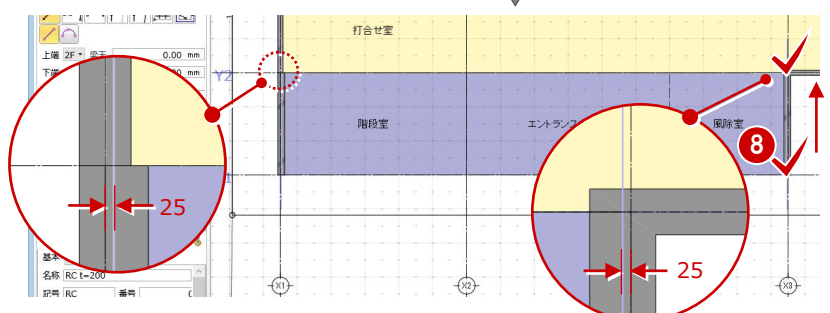 打合せ室
上端 2F 梁天 0.00 mm
下端 mm
Y2
階段室
エントランス
風除室
8
25
25
基本
名称 RC t=200
記号 RC 番号
X1 X2 X3